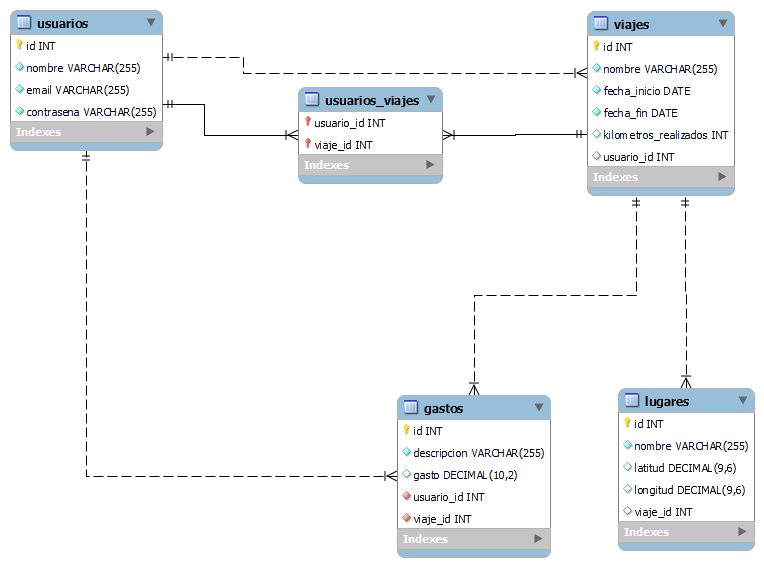 usuarios
id INT
nombre VARCHAR(255)
email VARCHAR(255)
contrasena VARCHAR(255)
Indexes
usuarios_viajes
usuario_id INT
viaje_id INT
Indexes
viajes
id INT
nombre VARCHAR(255)
fecha_inicio DATE
fecha_fin DATE
kilometros_realizados INT
usuario_id INT
Indexes
gastos
id INT
descripcion VARCHAR(255)
gasto DECIMAL(10,2)
usuario_id INT
viaje_id INT
Indexes
lugares
id INT
nombre VARCHAR(255)
latitud DECIMAL(9,6)
longitud DECIMAL(9,6)
viaje_id INT
Indexes